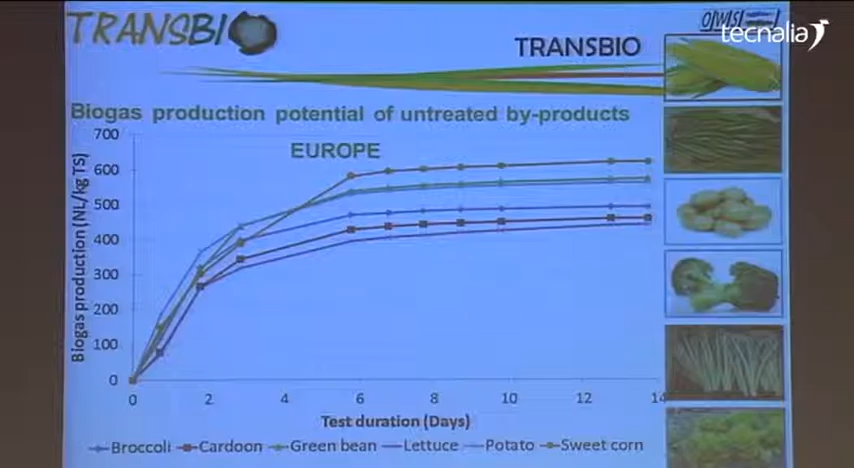 TRANSBIO
TRANSBIO
tecnalia
Biogas production potential of untreated by-products
EUROPE
Biogas production (NL/kg TS)
700
600
500
400
300
200
100
0
0 2 4 6 8 10 12 14
Test duration (Days)
Broccoli Cardoon Green bean Lettuce Potato Sweet corn